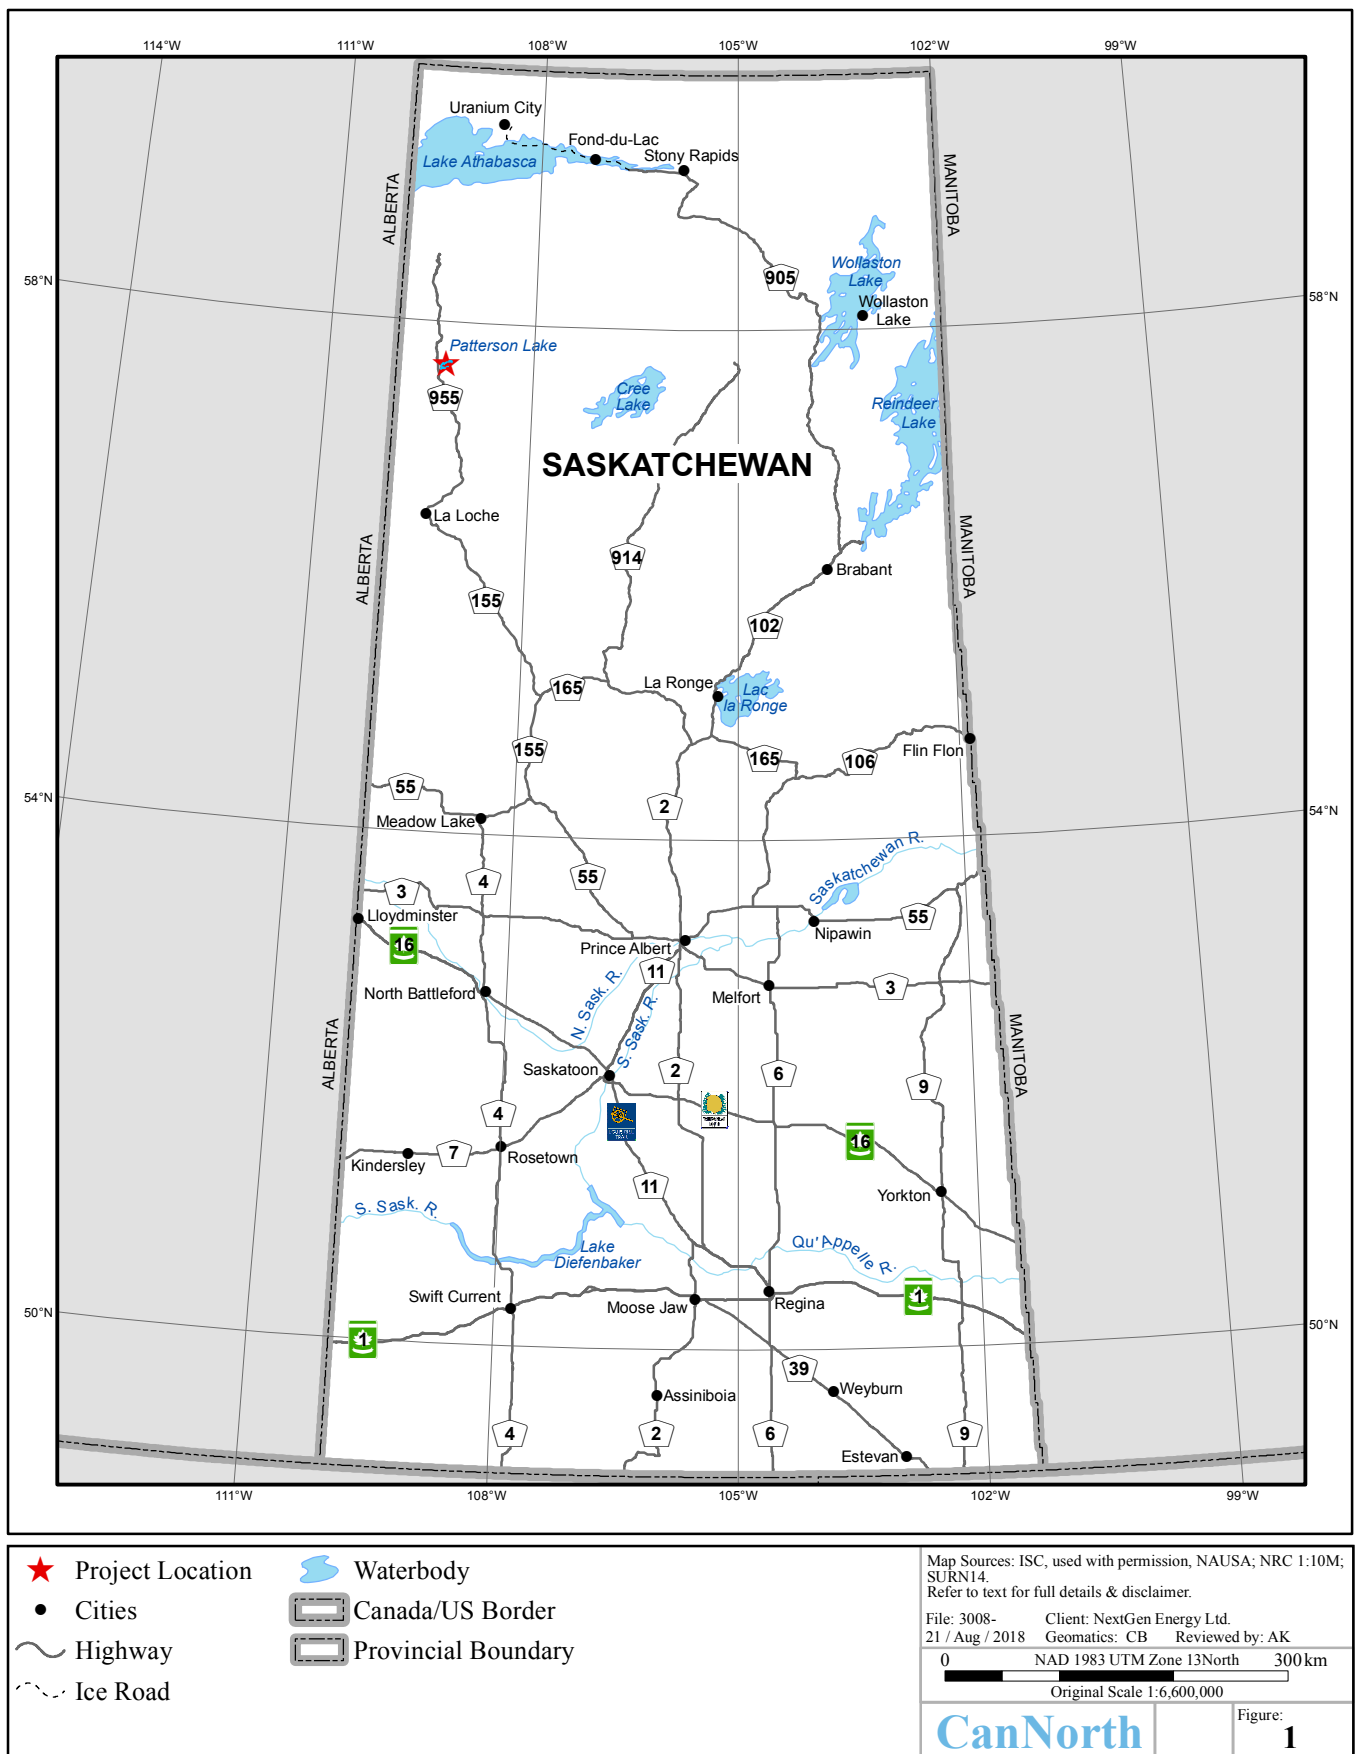 114°W
111°W
108°W
105°W
102°W
99°W
Uranium City
Fond-du-Lac
Stony Rapids
Lake Athabasca
ALBERTA
MANITOBA
58°N
58°N
905
Wollaston
Lake
Wollaston
Lake
Patterson Lake
955
Cree
Lake
Reindeer
Lake
SASKATCHEWAN
La Loche
ALBERTA
MANITOBA
914
Brabant
155
102
La Ronge
165
Lac
la Ronge
155
165
106
Flin Flon
55
2
54°N
54°N
Meadow Lake
Saskatchewan R.
3
4
55
Lloydminster
55
16
Nipawin
Prince Albert
11
North Battleford
N. Sask. R.
S. Sask. R.
Melfort
3
ALBERTA
MANITOBA
Saskatoon
2
6
9
4
16
Kindersley
7
Rosetown
11
Yorkton
S. Sask. R.
Lake
Diefenbaker
Qu'Appelle R.
Swift Current
Moose Jaw
Regina
1
50°N
50°N
1
39
Assiniboia
Weyburn
4
2
6
9
Estevan
111°W
108°W
105°W
102°W
99°W
Project Location
Waterbody
Cities
Canada/US Border
Highway
Provincial Boundary
Ice Road
Map Sources: ISC, used with permission, NAUSA; NRC 1:10M;
SURN14.
Refer to text for full details & disclaimer.
File: 3008-
Client: NextGen Energy Ltd.
21 / Aug / 2018
Geomatics: CB
Reviewed by: AK
0
NAD 1983 UTM Zone 13North
300 km
Original Scale 1:6,600,000
CanNorth
Figure:
1